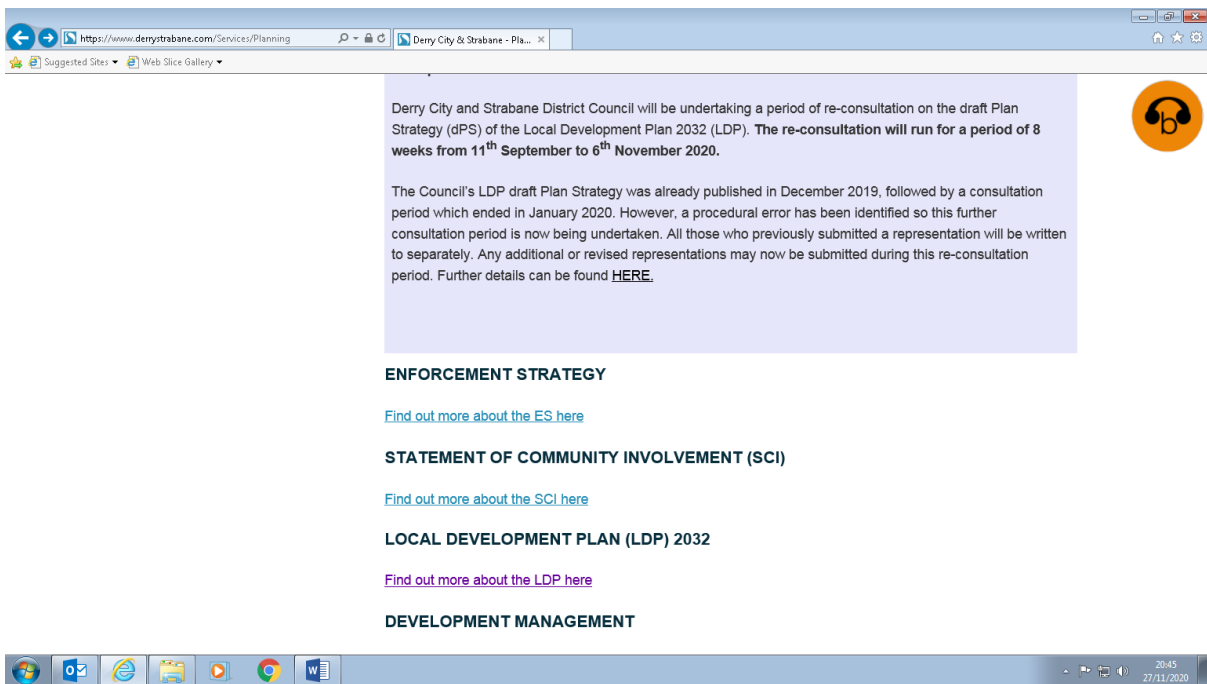 https://www.derrystrabane.com/Services/Planning
Derry City & Strabane - Pla...
Suggested Sites
Web Slice Gallery
Derry City and Strabane District Council will be undertaking a period of re-consultation on the draft Plan
Strategy (dPS) of the Local Development Plan 2032 (LDP). The re-consultation will run for a period of 8
weeks from 11th September to 6th November 2020.
The Council's LDP draft Plan Strategy was already published in December 2019, followed by a consultation
period which ended in January 2020. However, a procedural error has been identified so this further
consultation period is now being undertaken. All those who previously submitted a representation will be written
to separately. Any additional or revised representations may now be submitted during this re-consultation
period. Further details can be found HERE.
b
ENFORCEMENT STRATEGY
Find out more about the ES here
STATEMENT OF COMMUNITY INVOLVEMENT (SCI)
Find out more about the SCI here
LOCAL DEVELOPMENT PLAN (LDP) 2032
Find out more about the LDP here
DEVELOPMENT MANAGEMENT
20:45
27/11/2020